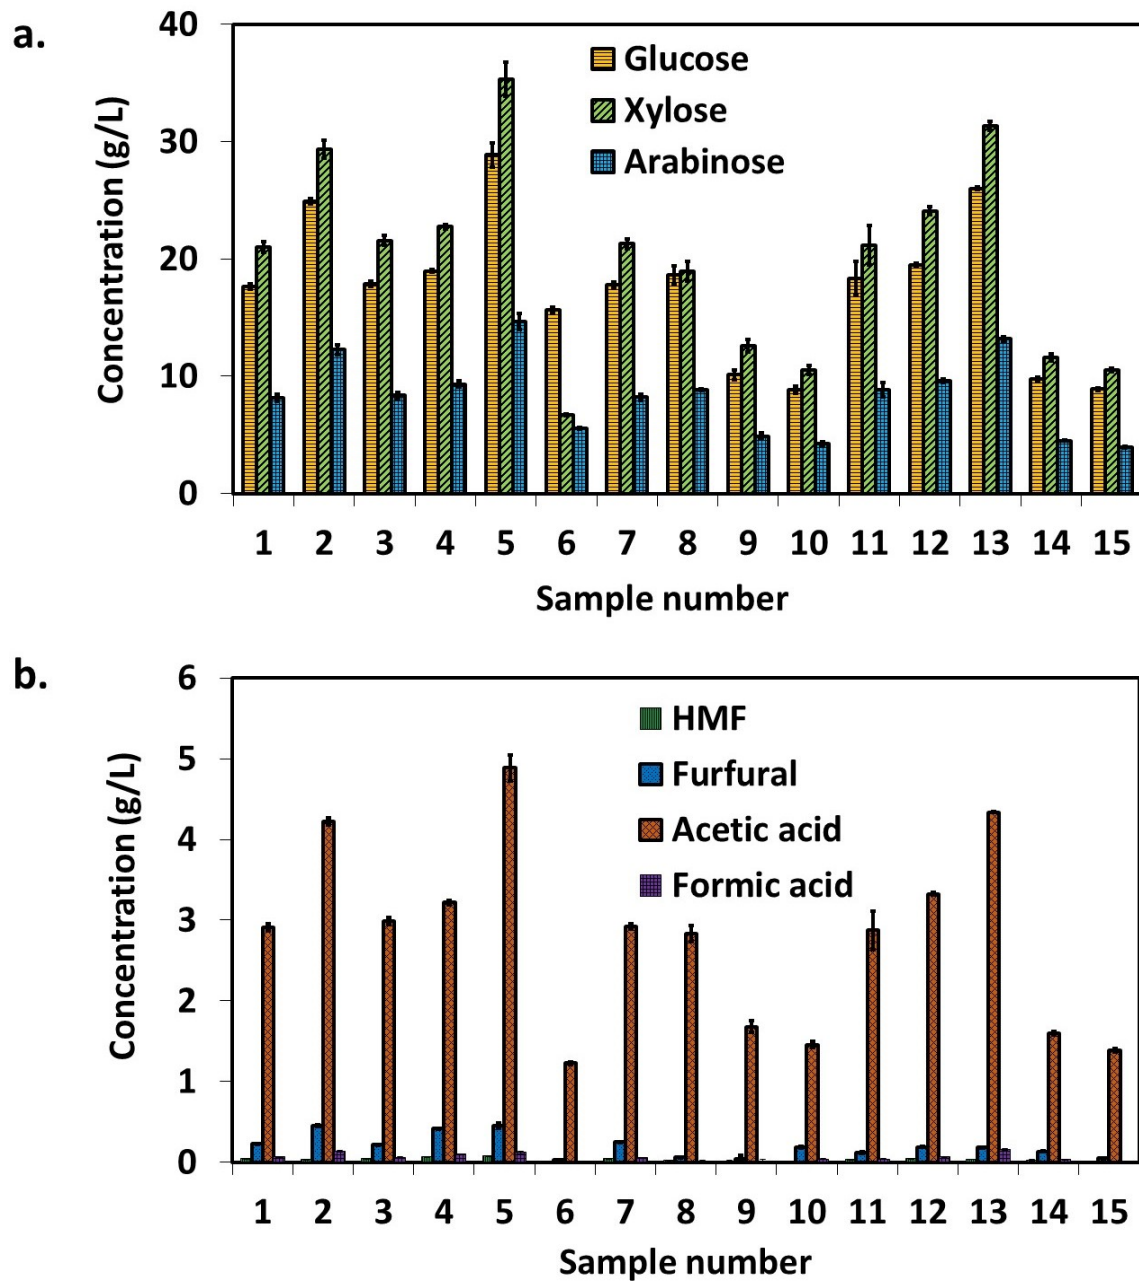 a.
Concentration (g/L)
40
30
20
10
0
Glucose
Xylose
Arabinose
1 2 3 4 5 6 7 8 9 10 11 12 13 14 15
Sample number
b.
Concentration (g/L)
6
5
4
3
2
1
0
HMF
Furfural
Acetic acid
Formic acid
1 2 3 4 5 6 7 8 9 10 11 12 13 14 15
Sample number